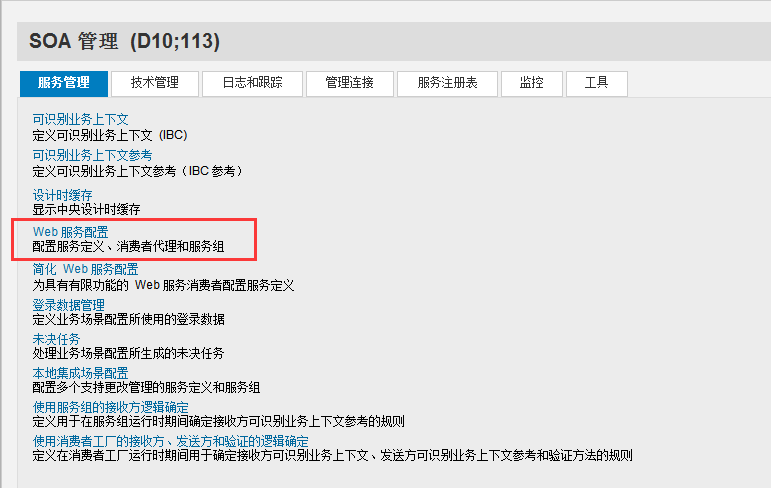 SOA 管理 (D10;113)
服务管理 技术管理 日志和跟踪 管理连接 服务注册表 监控 工具
可识别业务上下文
定义可识别业务上下文 (IBC)
可识别业务上下文参考
定义可识别业务上下文参考（IBC 参考）
设计时缓存
显示中央设计时缓存
Web 服务配置
配置服务定义、消费者代理和服务组
简化 Web 服务配置
为具有有限功能的 Web 服务消费者配置服务定义
登录数据管理
定义业务场景配置所使用的登录数据
未决任务
处理业务场景配置所生成的未决任务
本地集成场景配置
配置多个支持更改管理的服务定义和服务组
使用服务组的接收方逻辑确定
定义用于在服务组运行时期间确定接收方可识别业务上下文参考的规则
使用消费者工厂的接收方、发送方和验证的逻辑确定
定义在消费者工厂运行时期间用于确定接收方可识别业务上下文、发送方可识别业务上下文参考和验证方法的规则